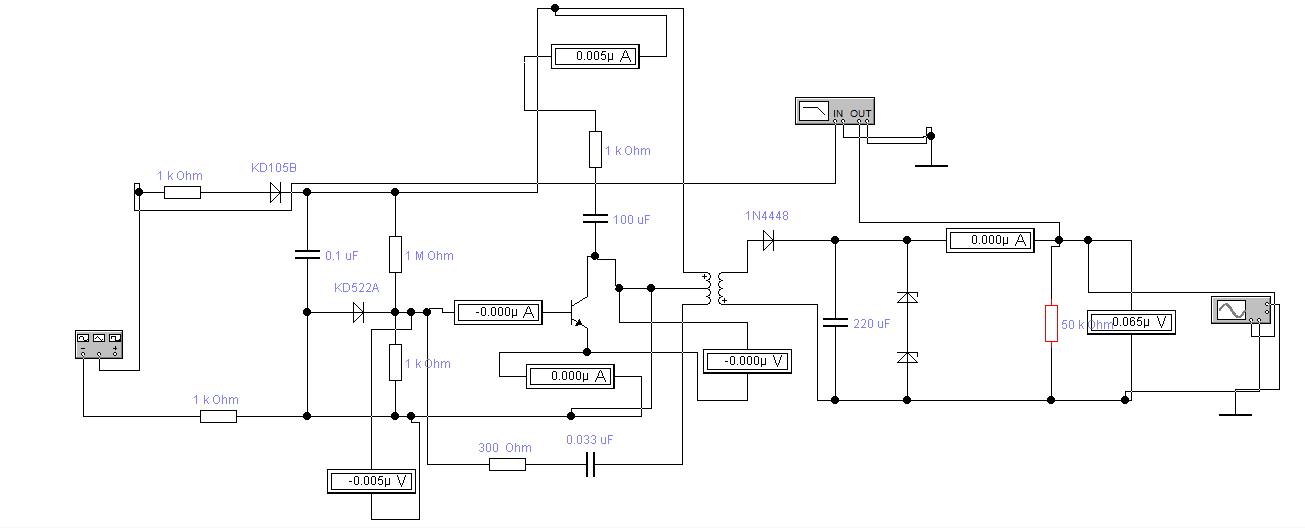 0.005µ A
IN OUT
1 k Ohm
KD105B
1 k Ohm
1N4448
100 uF
0.000µ A
0.1 uF
1 M Ohm
KD522A
-0.000µ A
220 uF
50 k Ohm
0.065µ V
1 k Ohm
-0.000µ V
0.000µ A
1 k Ohm
0.033 uF
300 Ohm
-0.005µ V